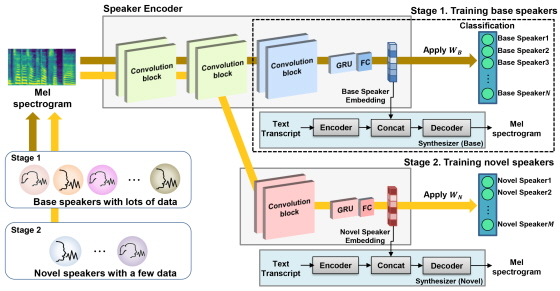 Speaker Encoder
Stage 1. Training base speakers
Classification
Convolution
block
Convolution
block
Convolution
block
GRU
FC
Apply W_B
Base Speaker1
Base Speaker2
Base Speaker3
Base SpeakerN
Mel
spectrogram
Base Speaker
Embedding
Text
Transcript
Encoder
Concat
Decoder
Mel
spectrogram
Synthesizer (Base)
Stage 1
Base speakers with lots of data
Stage 2
Novel speakers with a few data
Stage 2. Training novel speakers
Convolution
block
GRU
FC
Apply W_N
Novel Speaker1
Novel Speaker2
Novel SpeakerM
Novel Speaker
Embedding
Text
Transcript
Encoder
Concat
Decoder
Mel
spectrogram
Synthesizer (Novel)